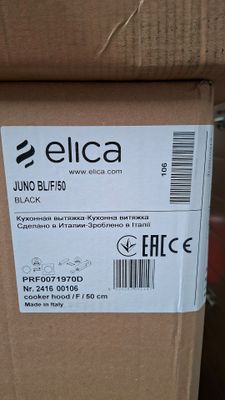 elica
www.elica.com
JUNO BL/F/50
BLACK
106
Кухонная вытяжка-Кухонна витяжка
Сделано в Италии-Зроблено в Італії
EAC CE
PRF0071970D
Nr. 2416 00106
cooker hood / F / 50 cm
Made in Italy